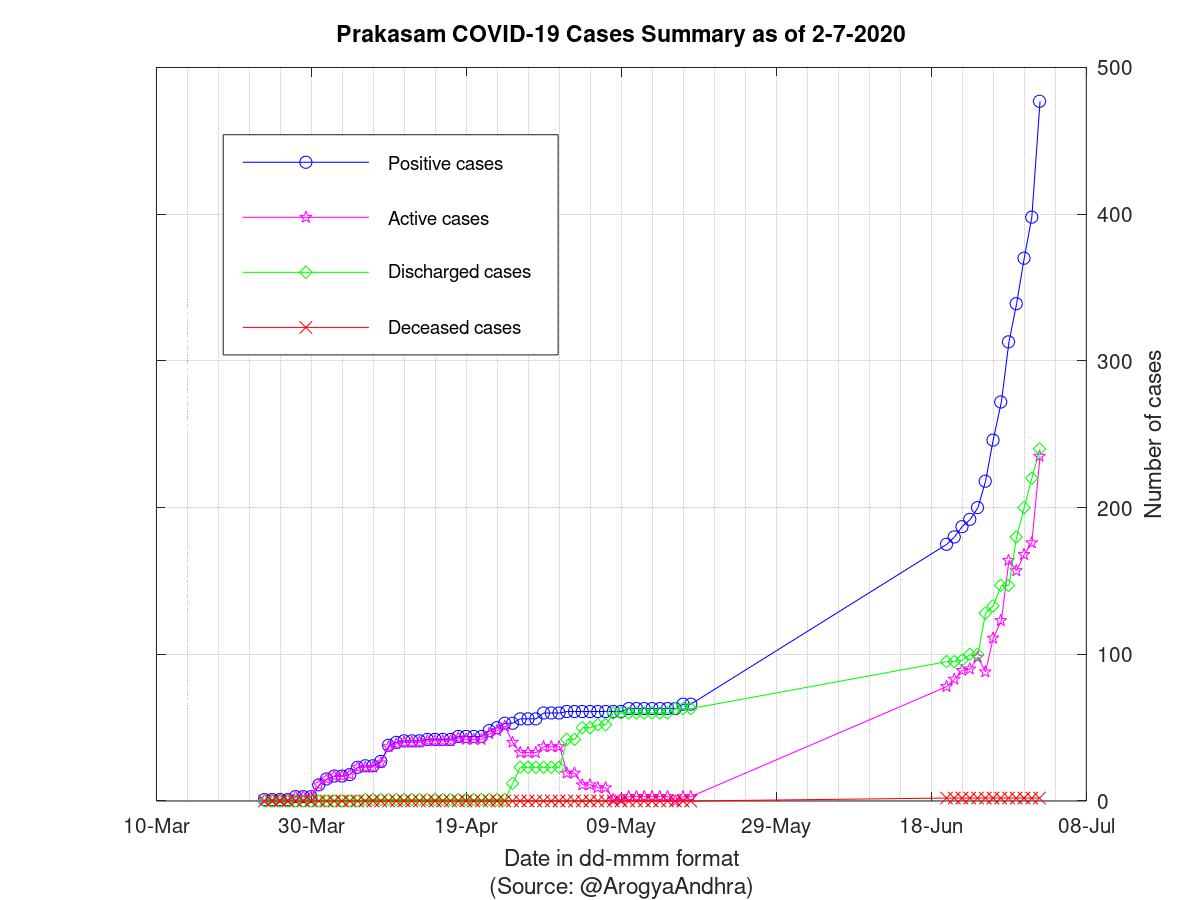 Prakasam COVID-19 Cases Summary as of 2-7-2020
Positive cases
Active cases
Discharged cases
Deceased cases
500
400
300
200
100
0
Number of cases
10-Mar 30-Mar 19-Apr 09-May 29-May 18-Jun 08-Jul
Date in dd-mmm format
(Source: @ArogyaAndhra)